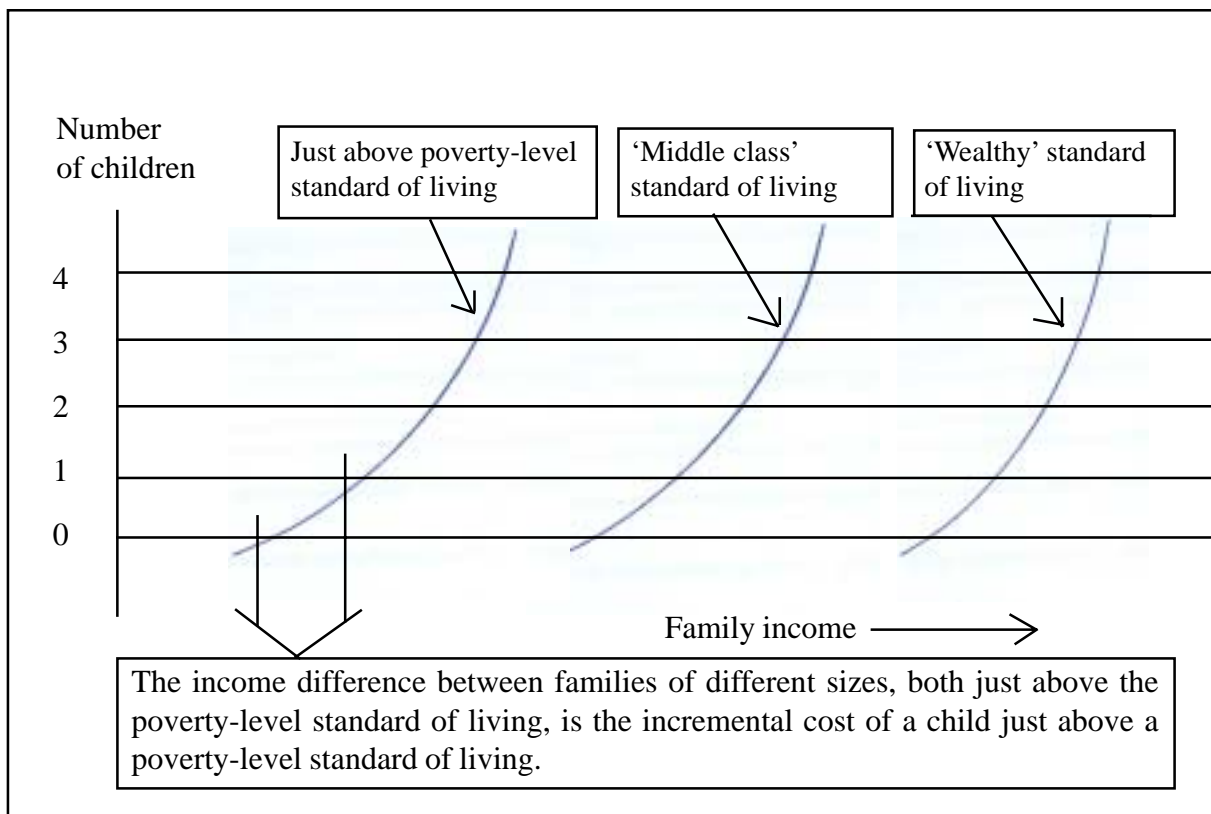 Number
of children
Just above poverty-level
standard of living
‘Middle class’
standard of living
‘Wealthy’ standard
of living
4
3
2
1
0
Family income
The income difference between families of different sizes, both just above the
poverty-level standard of living, is the incremental cost of a child just above a
poverty-level standard of living.